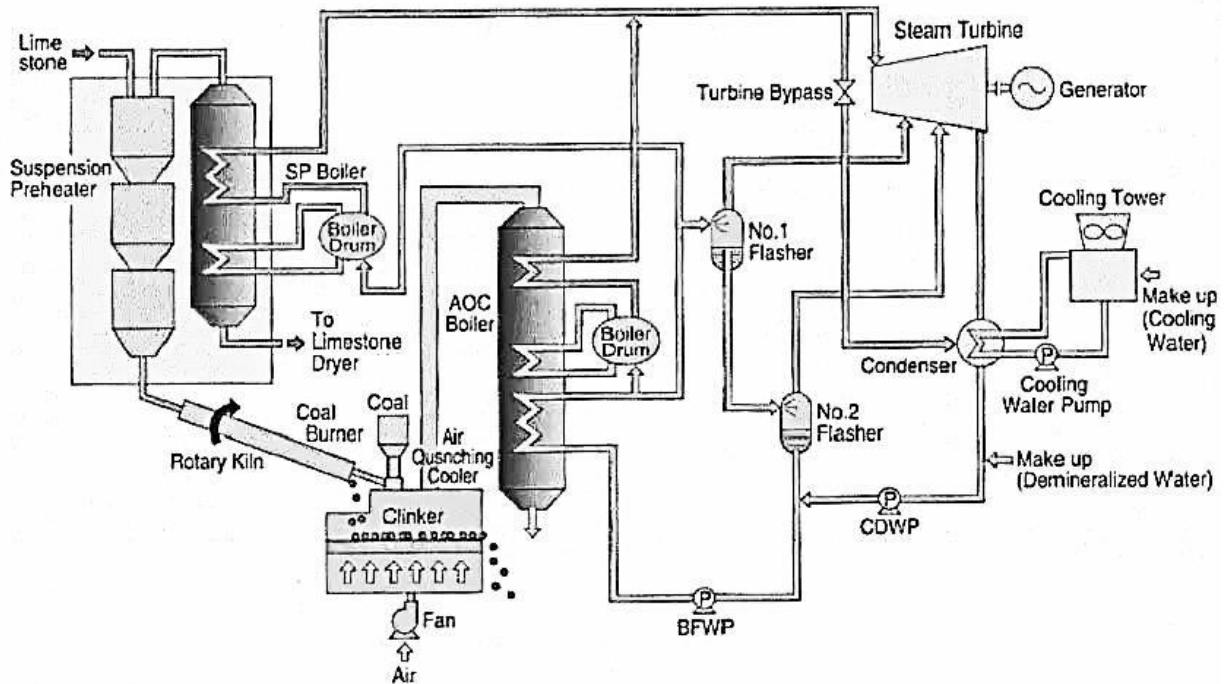 Lime
stone
Steam Turbine
Turbine Bypass
Generator
Suspension
Preheater
SP Boiler
Boiler
Drum
Cooling Tower
No.1
Flasher
AOC
Boiler
Make up
(Cooling
Water)
To
Limestone
Dryer
Boiler
Drum
Condenser
P
Cooling
Water Pump
Coal
Burner
Coal
No.2
Flasher
Air
Qusnching
Cooler
Rotary Kiln
Make up
(Demineralized Water)
Clinker
P
CDWP
P
BFWP
Fan
Air